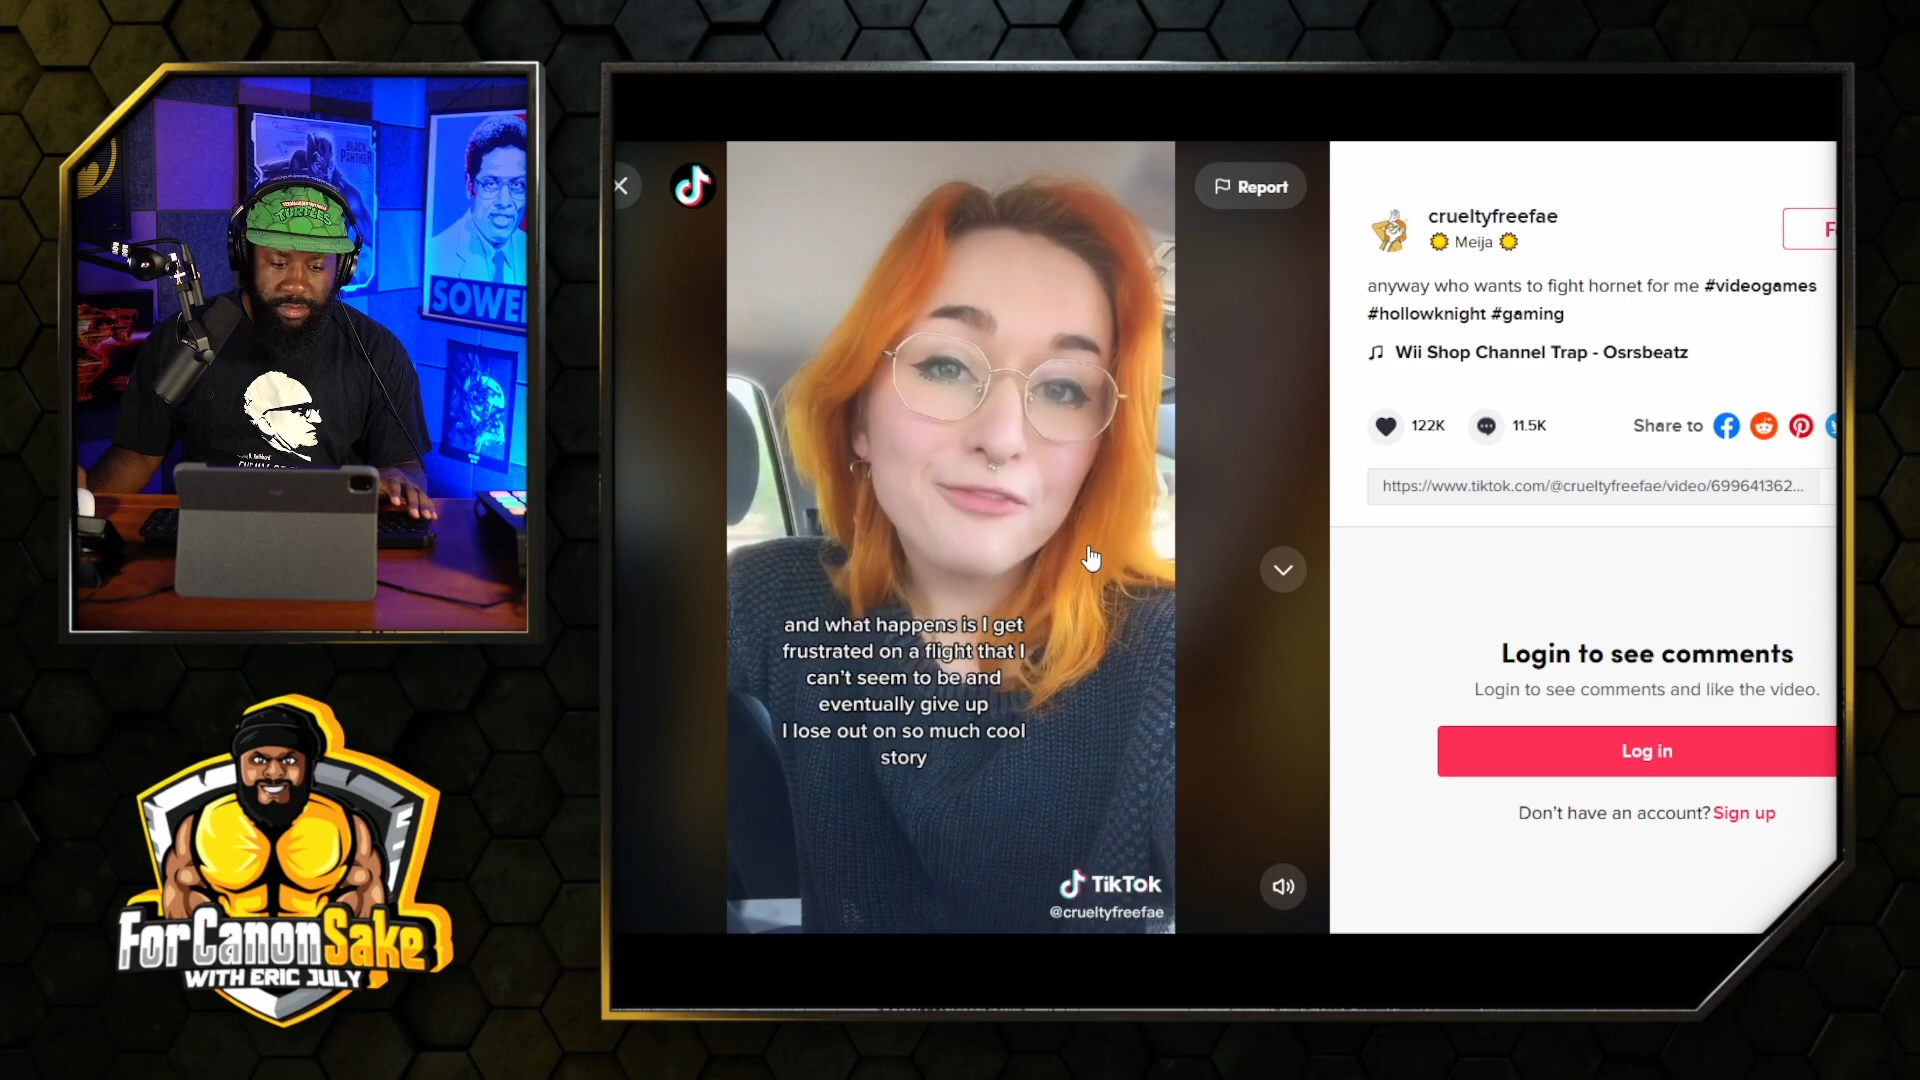 BLACK
PANTHER
TURTLES
SOWE
ForCanonSake
WITH ERIC JULY
Report
and what happens is I get
frustrated on a flight that I
can't seem to be and
eventually give up
I lose out on so much cool
story
TikTok
@crueltyfreefae
crueltyfreefae
Meija
anyway who wants to fight hornet for me #videogames
#hollowknight #gaming
Wii Shop Channel Trap - Osrsbeatz
122K
11.5K
Share to
https://www.tiktok.com/@crueltyfreefae/video/699641362...
Login to see comments
Login to see comments and like the video.
Log in
Don't have an account? Sign up